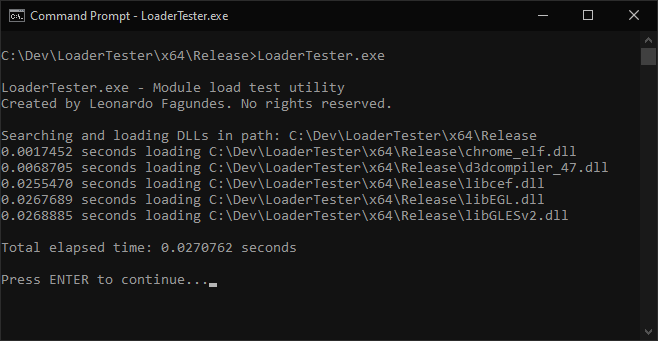 Command Prompt - LoaderTester.exe
C:\Dev\LoaderTester\x64\Release>LoaderTester.exe
LoaderTester.exe - Module load test utility
Created by Leonardo Fagundes. No rights reserved.
Searching and loading DLLs in path: C:\Dev\LoaderTester\x64\Release
0.0017452 seconds loading C:\Dev\LoaderTester\x64\Release\chrome_elf.dll
0.0068705 seconds loading C:\Dev\LoaderTester\x64\Release\d3dcompiler_47.dll
0.0255470 seconds loading C:\Dev\LoaderTester\x64\Release\libcef.dll
0.0267689 seconds loading C:\Dev\LoaderTester\x64\Release\libEGL.dll
0.0268885 seconds loading C:\Dev\LoaderTester\x64\Release\libGLESv2.dll
Total elapsed time: 0.0270762 seconds
Press ENTER to continue...